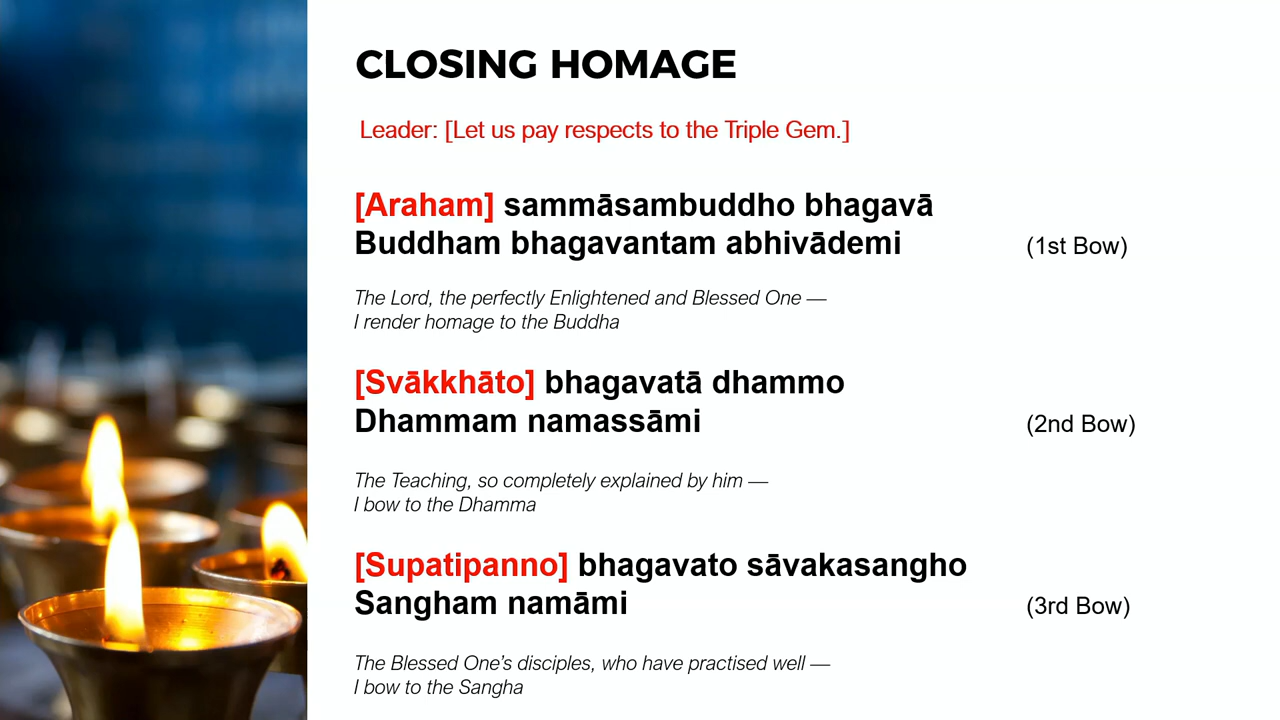 CLOSING HOMAGE
Leader: [Let us pay respects to the Triple Gem.]
[Araham] sammāsambuddho bhagavā
Buddham bhagavantam abhivādemi (1st Bow)
The Lord, the perfectly Enlightened and Blessed One —
I render homage to the Buddha
[Svākkhāto] bhagavatā dhammo
Dhammam namassāmi (2nd Bow)
The Teaching, so completely explained by him —
I bow to the Dhamma
[Supatipanno] bhagavato sāvakasangho
Sangham namāmi (3rd Bow)
The Blessed One’s disciples, who have practised well —
I bow to the Sangha